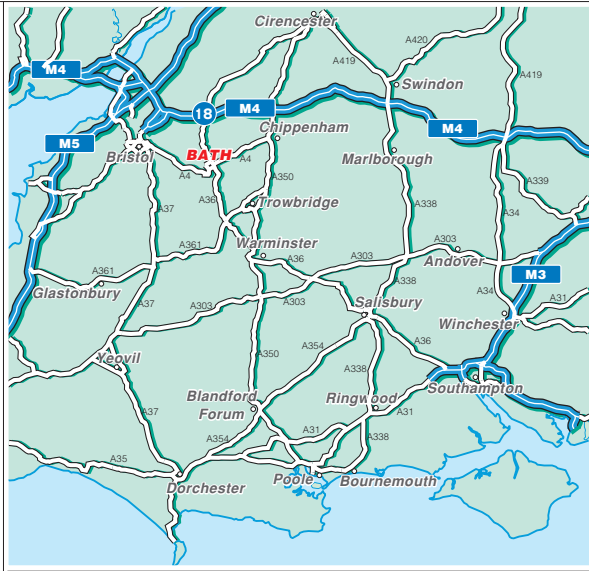 Cirencester
A420
A419
A419
M4
Swindon
18
M4
Chippenham
M4
M5
Bristol
BATH
A4
A4
Marlborough
A350
A339
A37
A36
Trowbridge
A338
A34
A361
Warminster
A303
A36
A303
Andover
A361
M3
Glastonbury
A338
A34
A37
A303
A303
Salisbury
A31
Winchester
A354
A36
Yeovil
A350
A338
Blandford
Forum
Ringwood
Southampton
A37
A31
A31
A354
A338
A35
Dorchester
Poole
Bournemouth